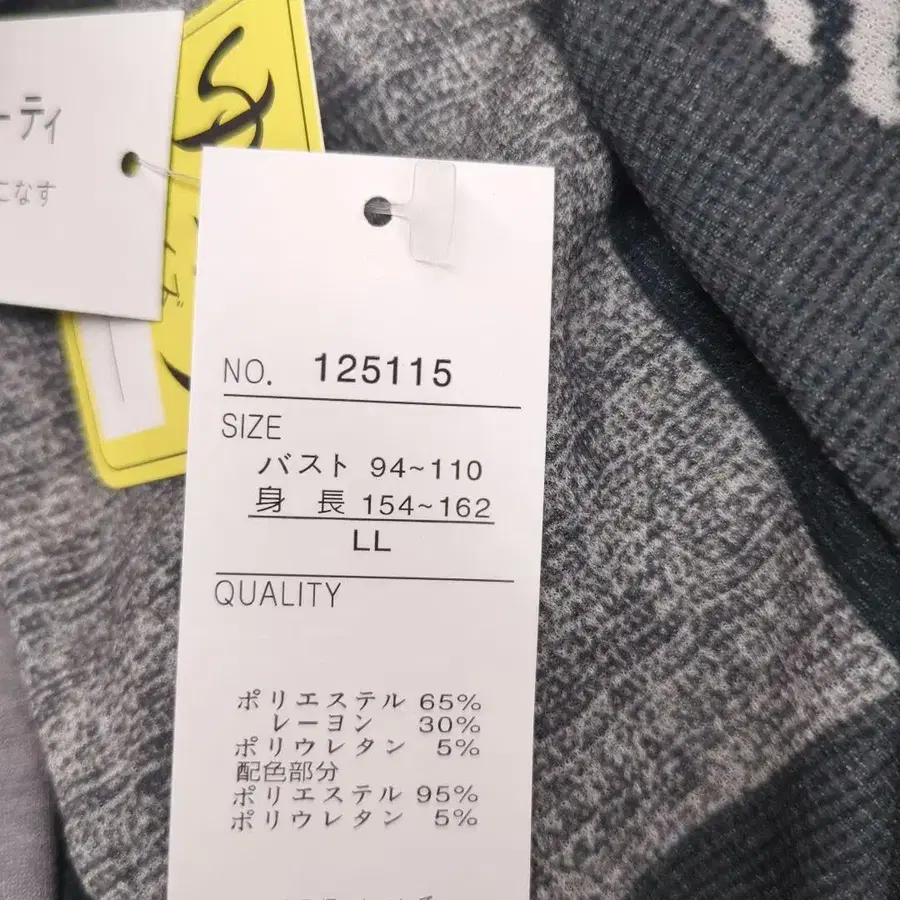 ーティ
こなす
NO. 125115
SIZE
バスト 94~110
身 長 154~162
LL
QUALITY
ポリエステル 65%
レーヨン 30%
ポリウレタン 5%
配色部分
ポリエステル 95%
ポリウレタン 5%